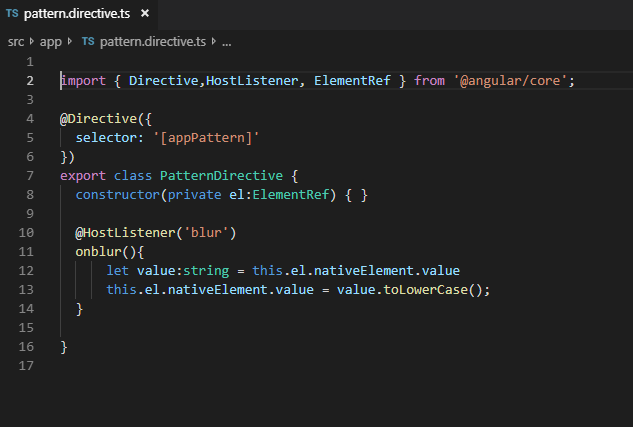 TS pattern.directive.ts ×
src › app › TS pattern.directive.ts › ...
1
2 import { Directive,HostListener, ElementRef } from '@angular/core';
3
4 @Directive({
5   selector: '[appPattern]'
6 })
7 export class PatternDirective {
8   constructor(private el:ElementRef) { }
9
10   @HostListener('blur')
11   onblur(){
12       let value:string = this.el.nativeElement.value
13       this.el.nativeElement.value = value.toLowerCase();
14   }
15
16 }
17